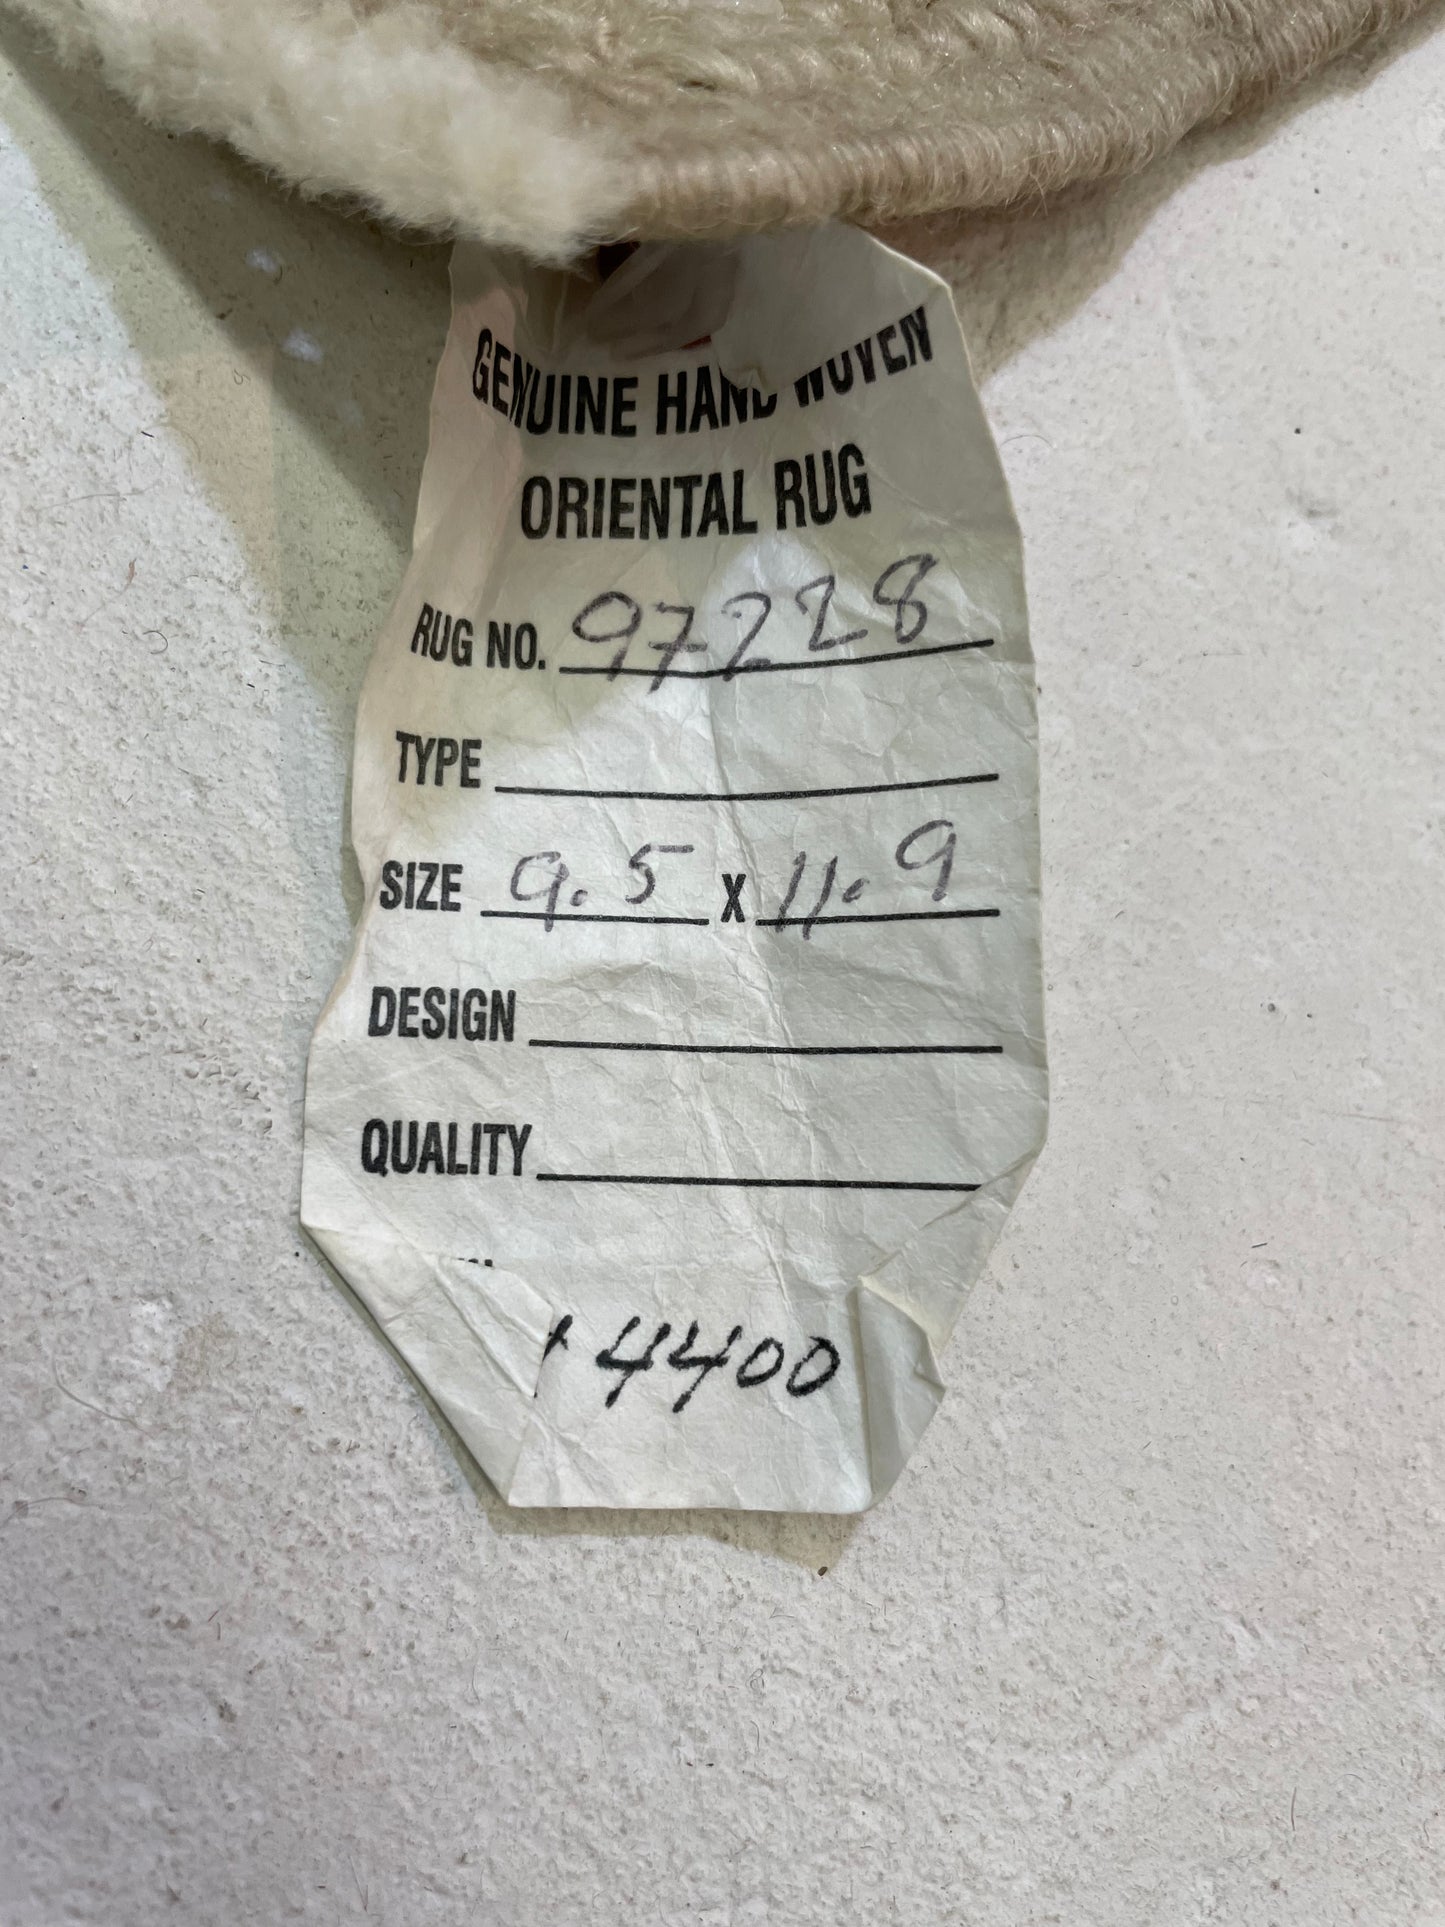 GENUINE HAND WOVEN
ORIENTAL RUG
RUG NO. 97228
TYPE
SIZE 9.5 X 11.9
DESIGN
QUALITY
4400